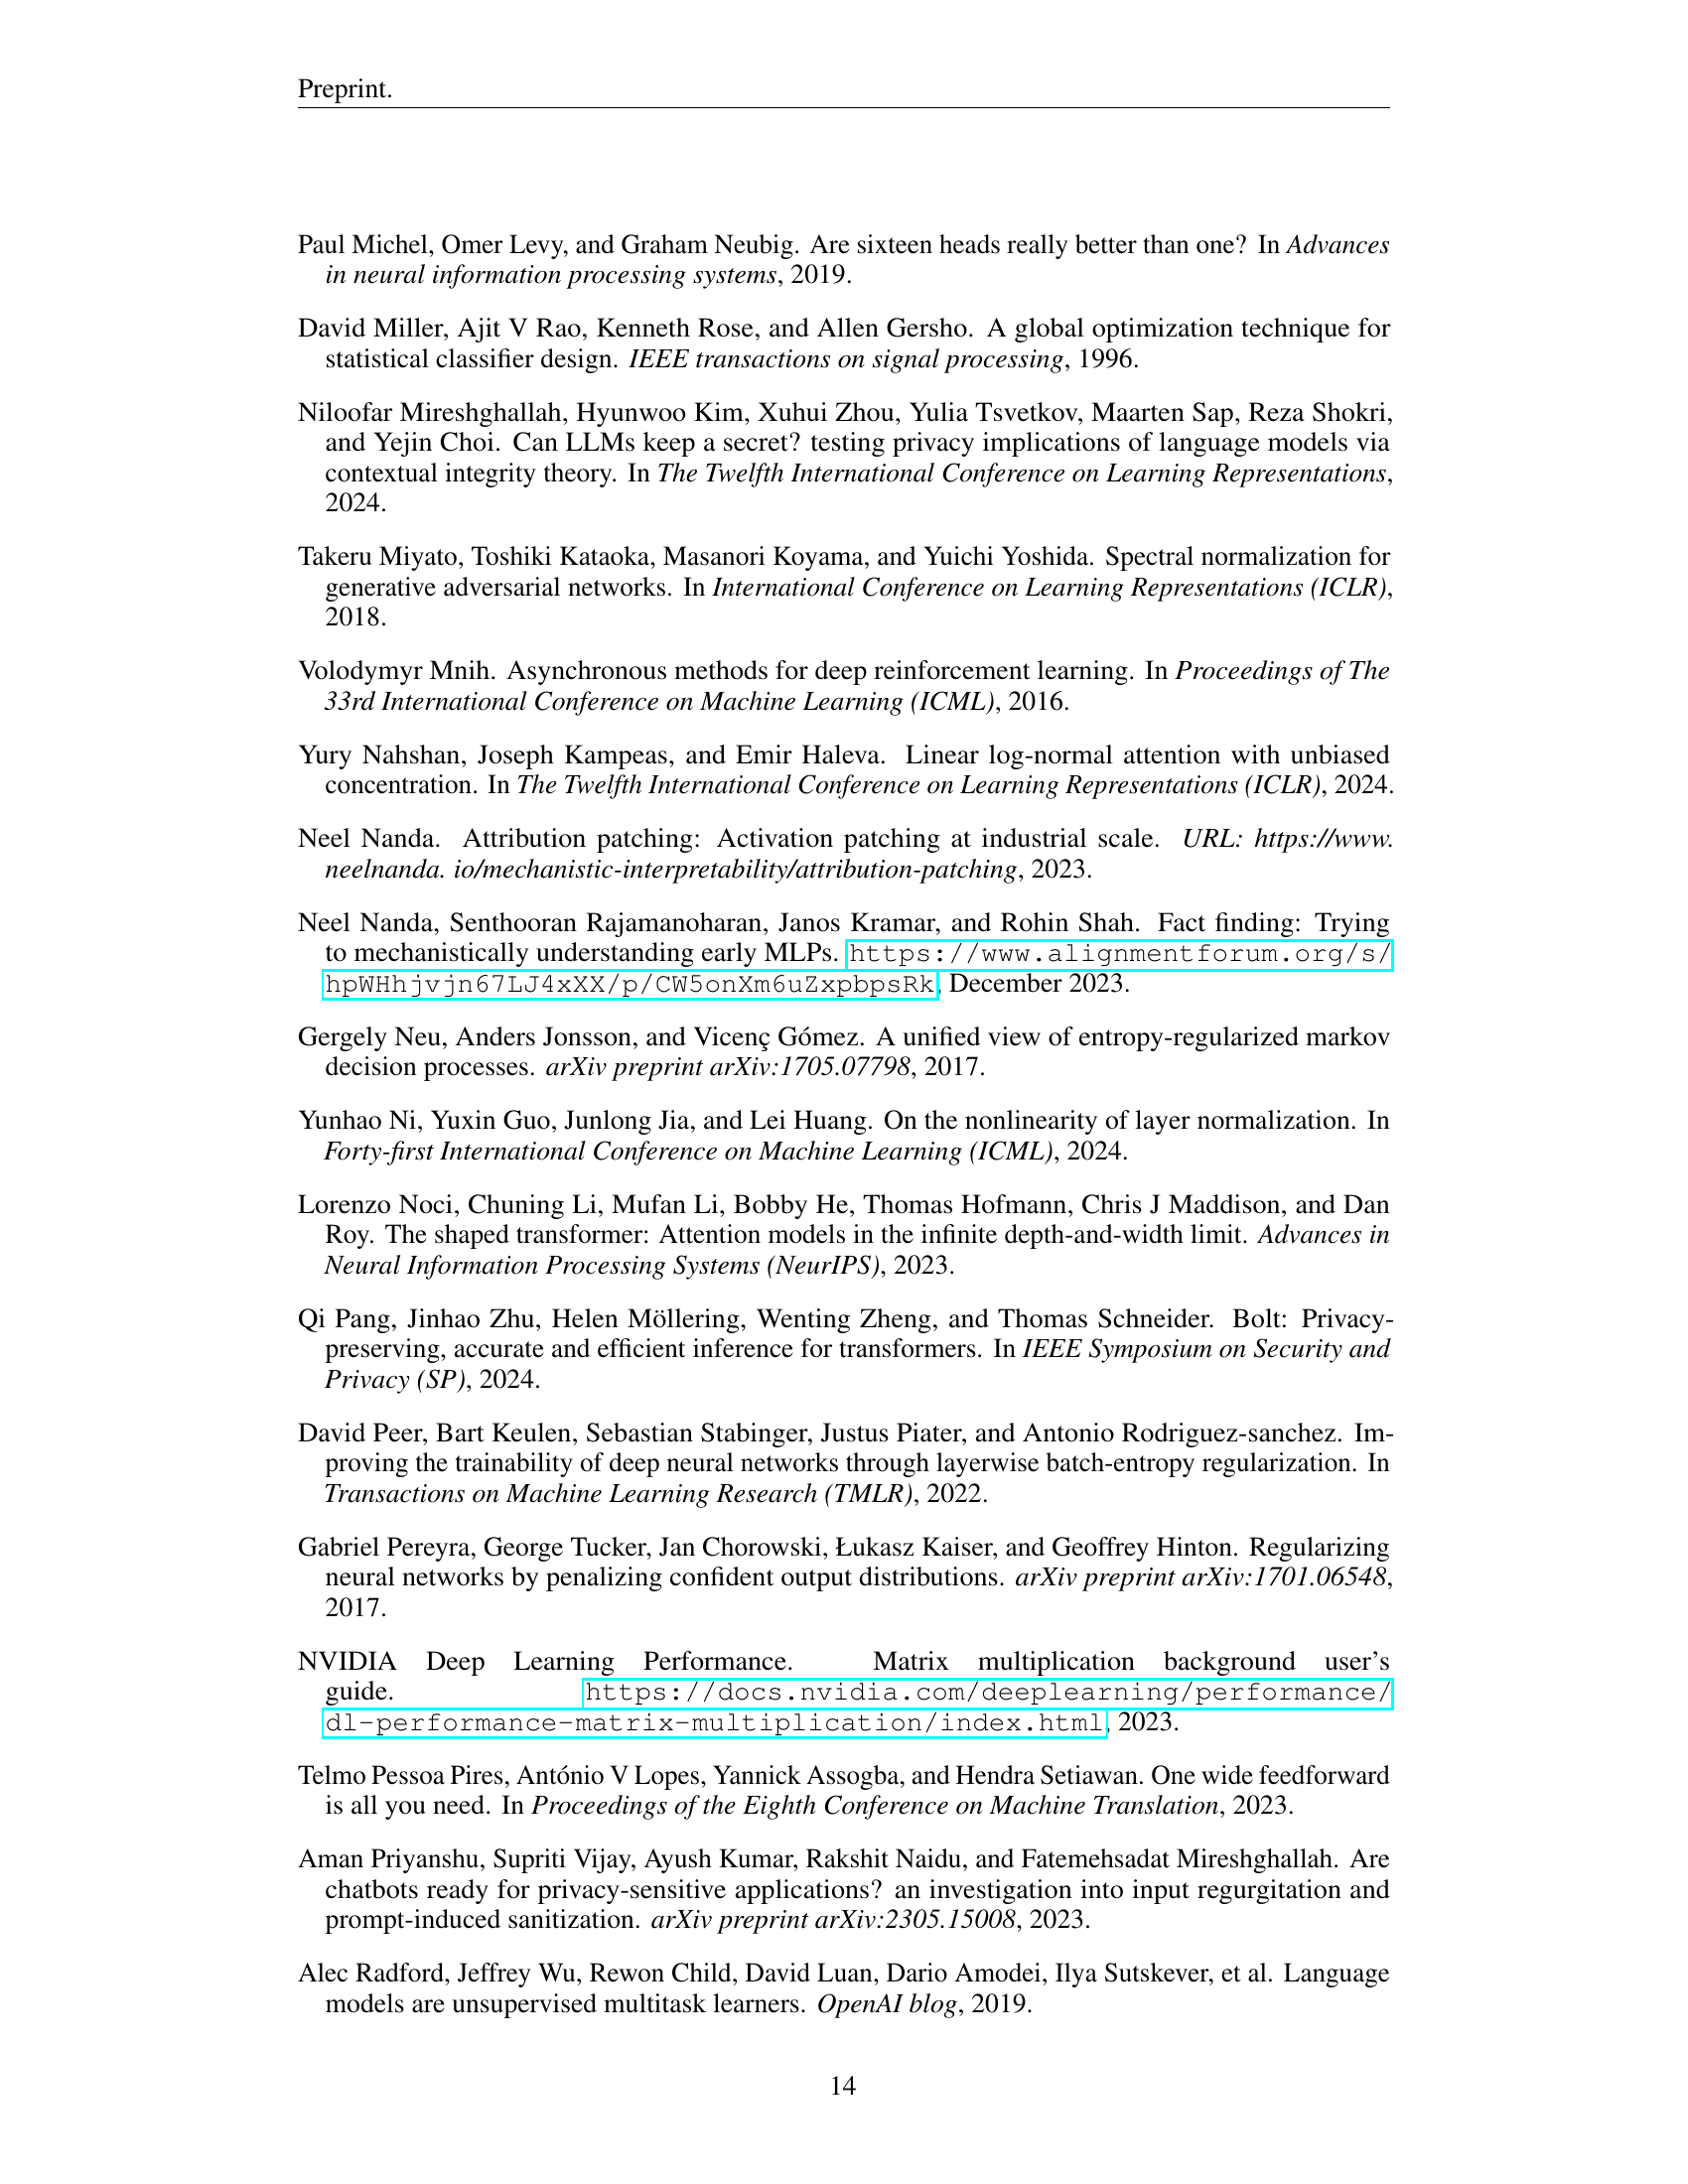 Preprint.
Paul Michel, Omer Levy, and Graham Neubig. Are sixteen heads really better than one? In Advances
in neural information processing systems, 2019.
David Miller, Ajit V Rao, Kenneth Rose, and Allen Gersho. A global optimization technique for
statistical classifier design. IEEE transactions on signal processing, 1996.
Niloofar Mireshghallah, Hyunwoo Kim, Xuhui Zhou, Yulia Tsvetkov, Maarten Sap, Reza Shokri,
and Yejin Choi. Can LLMs keep a secret? testing privacy implications of language models via
contextual integrity theory. In The Twelfth International Conference on Learning Representations,
2024.
Takeru Miyato, Toshiki Kataoka, Masanori Koyama, and Yuichi Yoshida. Spectral normalization for
generative adversarial networks. In International Conference on Learning Representations (ICLR),
2018.
Volodymyr Mnih. Asynchronous methods for deep reinforcement learning. In Proceedings of The
33rd International Conference on Machine Learning (ICML), 2016.
Yury Nahshan, Joseph Kampeas, and Emir Haleva. Linear log-normal attention with unbiased
concentration. In The Twelfth International Conference on Learning Representations (ICLR), 2024.
Neel Nanda. Attribution patching: Activation patching at industrial scale. URL: https://www.
neelnanda. io/mechanistic-interpretability/attribution-patching, 2023.
Neel Nanda, Senthooran Rajamanoharan, Janos Kramar, and Rohin Shah. Fact finding: Trying
to mechanistically understanding early MLPs. https://www.alignmentforum.org/s/
hpWHhjvjn67LJ4xXX/p/CW5onXm6uZxpbpsRk, December 2023.
Gergely Neu, Anders Jonsson, and Vicenç Gómez. A unified view of entropy-regularized markov
decision processes. arXiv preprint arXiv:1705.07798, 2017.
Yunhao Ni, Yuxin Guo, Junlong Jia, and Lei Huang. On the nonlinearity of layer normalization. In
Forty-first International Conference on Machine Learning (ICML), 2024.
Lorenzo Noci, Chuning Li, Mufan Li, Bobby He, Thomas Hofmann, Chris J Maddison, and Dan
Roy. The shaped transformer: Attention models in the infinite depth-and-width limit. Advances in
Neural Information Processing Systems (NeurIPS), 2023.
Qi Pang, Jinhao Zhu, Helen Möllering, Wenting Zheng, and Thomas Schneider. Bolt: Privacy-
preserving, accurate and efficient inference for transformers. In IEEE Symposium on Security and
Privacy (SP), 2024.
David Peer, Bart Keulen, Sebastian Stabinger, Justus Piater, and Antonio Rodriguez-sanchez. Im-
proving the trainability of deep neural networks through layerwise batch-entropy regularization. In
Transactions on Machine Learning Research (TMLR), 2022.
Gabriel Pereyra, George Tucker, Jan Chorowski, Łukasz Kaiser, and Geoffrey Hinton. Regularizing
neural networks by penalizing confident output distributions. arXiv preprint arXiv:1701.06548,
2017.
NVIDIA Deep Learning Performance. Matrix multiplication background user's
guide. https://docs.nvidia.com/deeplearning/performance/
dl-performance-matrix-multiplication/index.html, 2023.
Telmo Pessoa Pires, António V Lopes, Yannick Assogba, and Hendra Setiawan. One wide feedforward
is all you need. In Proceedings of the Eighth Conference on Machine Translation, 2023.
Aman Priyanshu, Supriti Vijay, Ayush Kumar, Rakshit Naidu, and Fatemehsadat Mireshghallah. Are
chatbots ready for privacy-sensitive applications? an investigation into input regurgitation and
prompt-induced sanitization. arXiv preprint arXiv:2305.15008, 2023.
Alec Radford, Jeffrey Wu, Rewon Child, David Luan, Dario Amodei, Ilya Sutskever, et al. Language
models are unsupervised multitask learners. OpenAI blog, 2019.
14